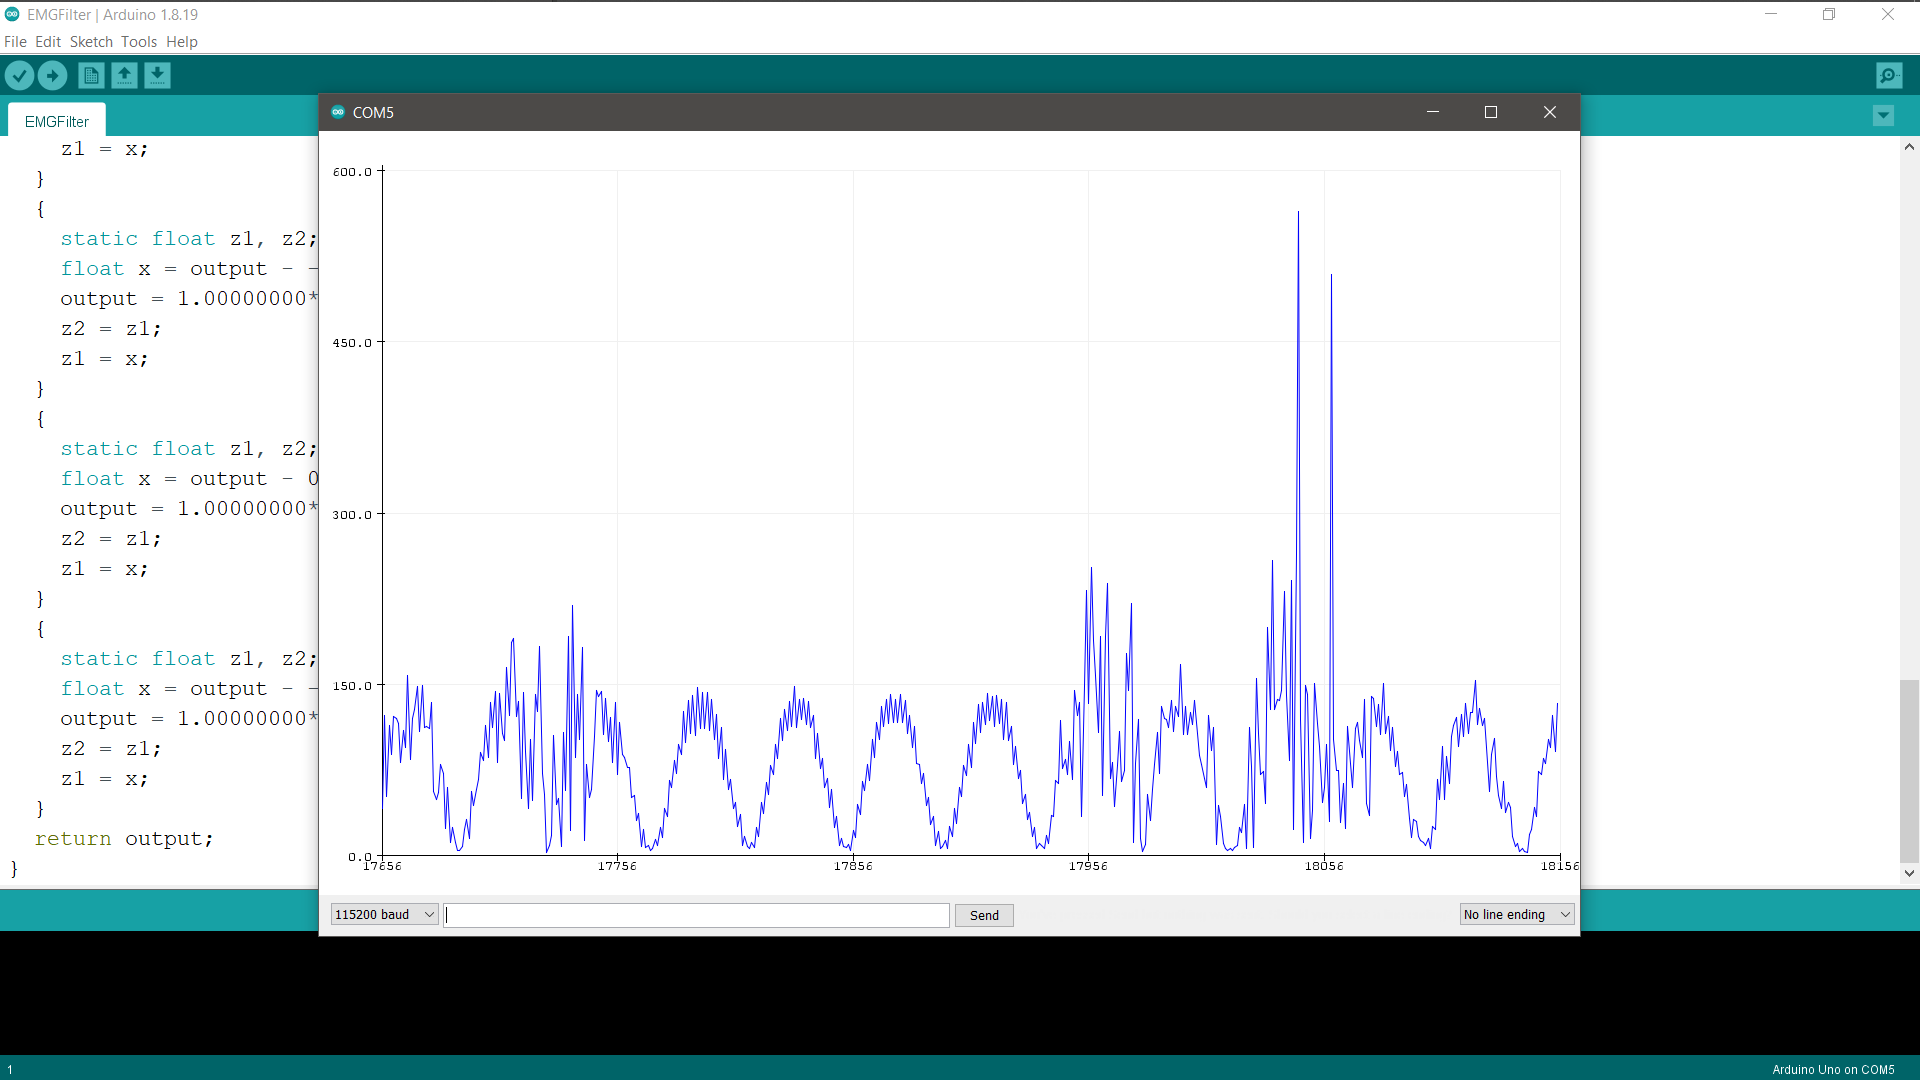 EMGFilter | Arduino 1.8.19
File Edit Sketch Tools Help
EMGFilter
z1 = x;
}
{
static float z1, z2;
float x = output - -
output = 1.00000000*
z2 = z1;
z1 = x;
}
{
static float z1, z2;
float x = output - 0
output = 1.00000000*
z2 = z1;
z1 = x;
}
{
static float z1, z2;
float x = output - -
output = 1.00000000*
z2 = z1;
z1 = x;
}
return output;
}
COM5
600.0
450.0
300.0
150.0
0.0
17656 17756 17856 17956 18056 18156
115200 baud Send No line ending
1 Arduino Uno on COM5